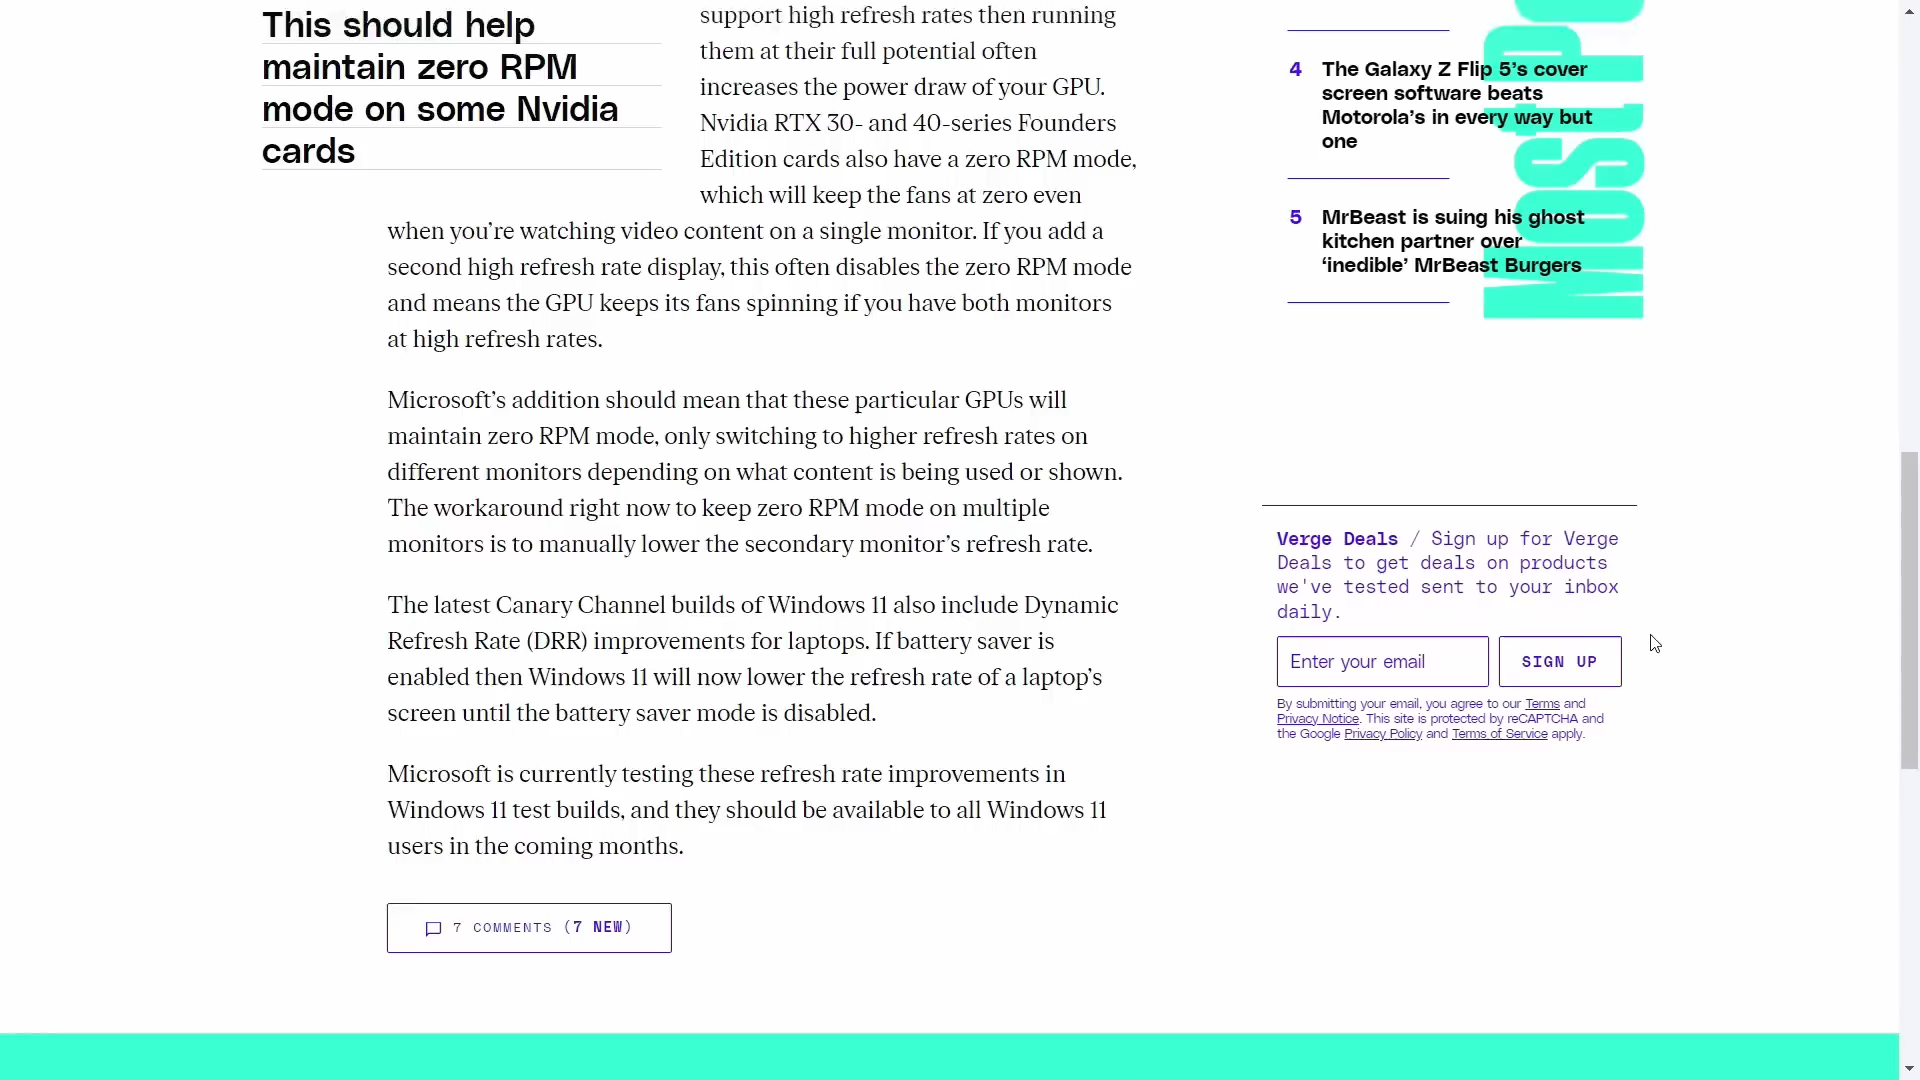 This should help
maintain zero RPM
mode on some Nvidia
cards
support high refresh rates then running
them at their full potential often
increases the power draw of your GPU.
Nvidia RTX 30- and 40-series Founders
Edition cards also have a zero RPM mode,
which will keep the fans at zero even
when you’re watching video content on a single monitor. If you add a
second high refresh rate display, this often disables the zero RPM mode
and means the GPU keeps its fans spinning if you have both monitors
at high refresh rates.
Microsoft’s addition should mean that these particular GPUs will
maintain zero RPM mode, only switching to higher refresh rates on
different monitors depending on what content is being used or shown.
The workaround right now to keep zero RPM mode on multiple
monitors is to manually lower the secondary monitor’s refresh rate.
The latest Canary Channel builds of Windows 11 also include Dynamic
Refresh Rate (DRR) improvements for laptops. If battery saver is
enabled then Windows 11 will now lower the refresh rate of a laptop’s
screen until the battery saver mode is disabled.
Microsoft is currently testing these refresh rate improvements in
Windows 11 test builds, and they should be available to all Windows 11
users in the coming months.
7 COMMENTS (7 NEW)
Most Po
4 The Galaxy Z Flip 5’s cover
screen software beats
Motorola’s in every way but
one
5 MrBeast is suing his ghost
kitchen partner over
‘inedible’ MrBeast Burgers
Verge Deals / Sign up for Verge
Deals to get deals on products
we've tested sent to your inbox
daily.
Enter your email
SIGN UP
By submitting your email, you agree to our Terms and
Privacy Notice. This site is protected by reCAPTCHA and
the Google Privacy Policy and Terms of Service apply.